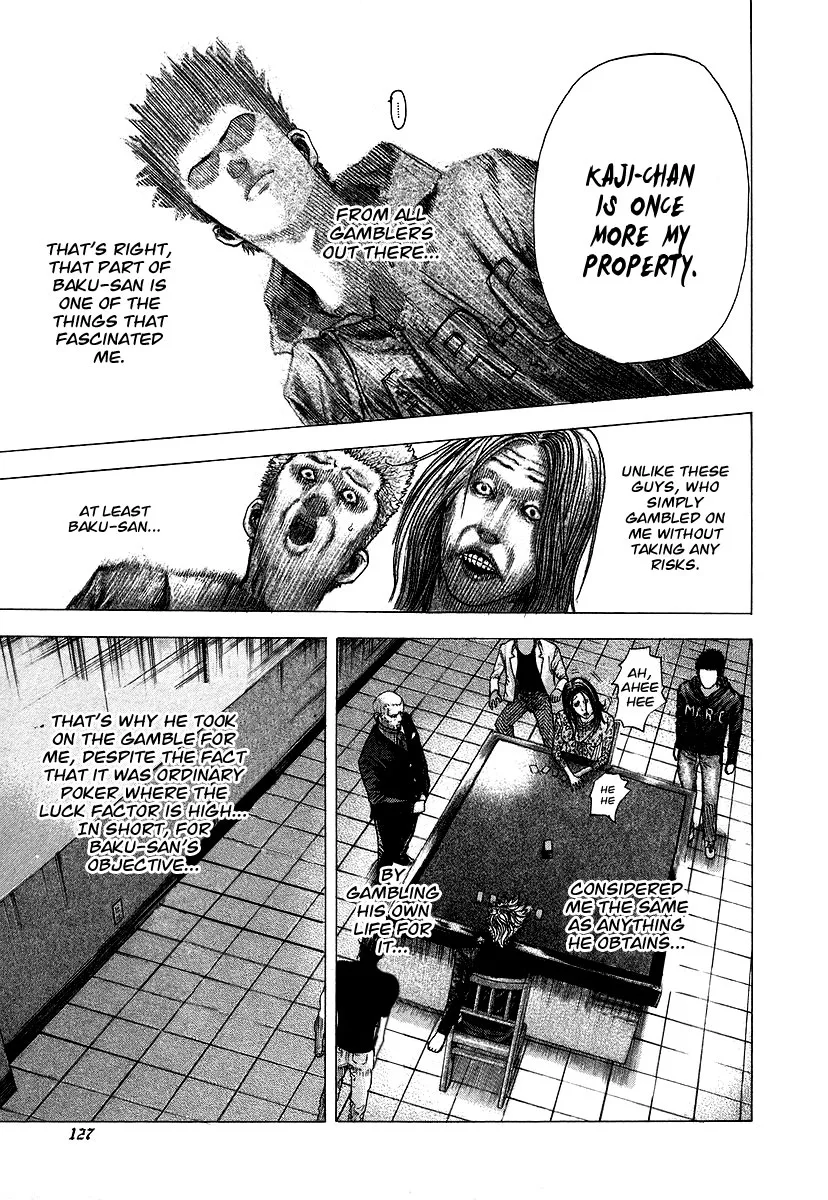 KAJI-CHAN
IS ONCE
MORE MY
PROPERTY.
......
FROM ALL
GAMBLERS
OUT THERE...
THAT'S RIGHT,
THAT PART OF
BAKU-SAN IS
ONE OF THE
THINGS THAT
FASCINATED
ME.
UNLIKE THESE
GUYS, WHO
SIMPLY
GAMBLED ON
ME WITHOUT
TAKING ANY
RISKS.
AT LEAST
BAKU-SAN...
AH,
AHEE
HEE
HE
HE
MARC
CONSIDERED
ME THE SAME
AS ANYTHING
HE OBTAINS...
BY
GAMBLING
HIS OWN
LIFE FOR
IT...
THAT'S WHY HE TOOK
ON THE GAMBLE FOR
ME, DESPITE THE FACT
THAT IT WAS ORDINARY
POKER WHERE THE
LUCK FACTOR IS HIGH...
IN SHORT, FOR
BAKU-SAN'S
OBJECTIVE...
127